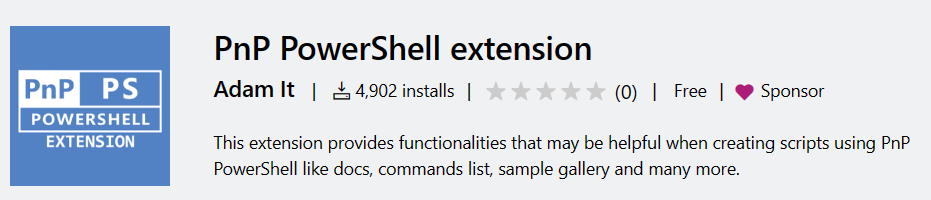 PnP PS
POWERSHELL
EXTENSION
PnP PowerShell extension
Adam It | 4,902 installs | (0) | Free | Sponsor
This extension provides functionalities that may be helpful when creating scripts using PnP
PowerShell like docs, commands list, sample gallery and many more.